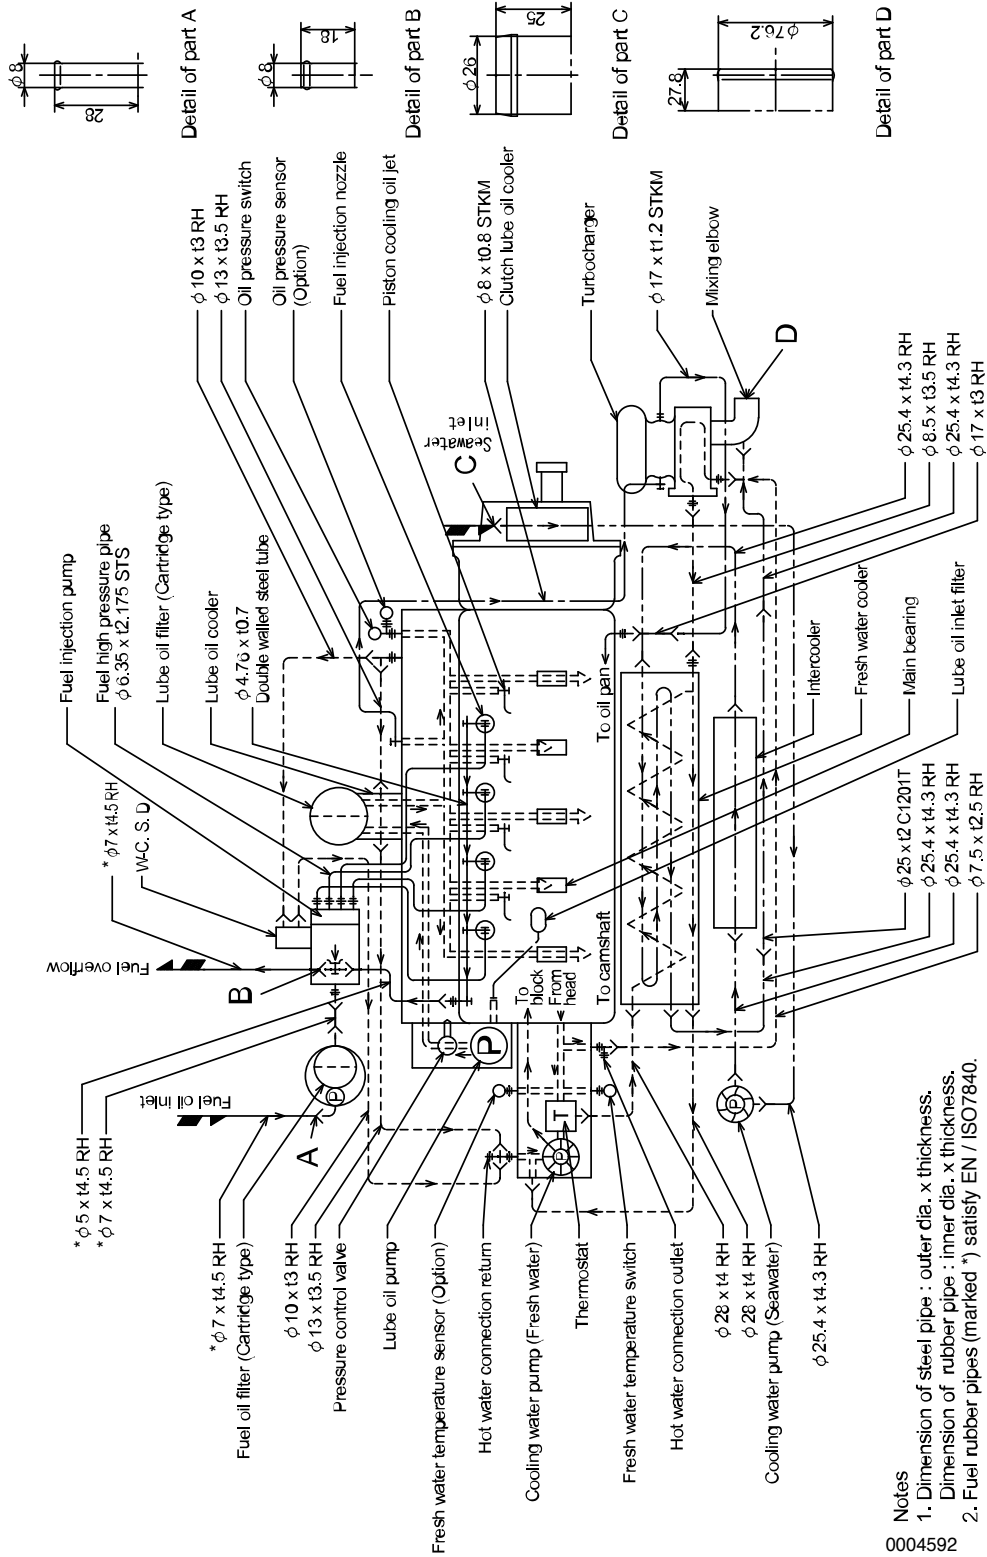 φ8
28
Detail of part A
φ8
18
Detail of part B
φ26
25
Detail of part C
φ76.2
27.8
Detail of part D
Fuel injection pump
Fuel high pressure pipe
φ6.35 x t2.175 STS
Lube oil filter (Cartridge type)
Lube oil cooler
φ4.76 x t0.7
Double walled steel tube
φ10 x t3 RH
φ13 x t3.5 RH
Oil pressure switch
Oil pressure sensor
(Option)
Fuel injection nozzle
Piston cooling oil jet
φ8 x t0.8 STKM
Clutch lube oil cooler
Turbocharger
φ17 x t1.2 STKM
Mixing elbow
Seawater
inlet
C
D
*φ7 x t4.5 RH
W-C. S. D
Fuel overflow
B
*φ5 x t4.5 RH
*φ7 x t4.5 RH
Fuel oil inlet
A
P
P
To
block
From
head
T
P
To camshaft
To oil pan
P
φ25.4 x t4.3 RH
φ8.5 x t3.5 RH
φ25.4 x t4.3 RH
φ17 x t3 RH
Intercooler
Fresh water cooler
Main bearing
Lube oil inlet filter
φ25 x t2 C1201T
φ25.4 x t4.3 RH
φ25.4 x t4.3 RH
φ7.5 x t2.5 RH
*φ7 x t4.5 RH
Fuel oil filter (Cartridge type)
φ10 x t3 RH
φ13 x t3.5 RH
Pressure control valve
Lube oil pump
Fresh water temperature sensor (Option)
Hot water connection return
Cooling water pump (Fresh water)
Thermostat
Fresh water temperature switch
Hot water connection outlet
φ28 x t4 RH
φ28 x t4 RH
Cooling water pump (Seawater)
φ25.4 x t4.3 RH
Notes
1. Dimension of steel pipe : outer dia. x thickness.
Dimension of rubber pipe : inner dia. x thickness.
2. Fuel rubber pipes (marked *) satisfy EN / ISO7840.
0004592